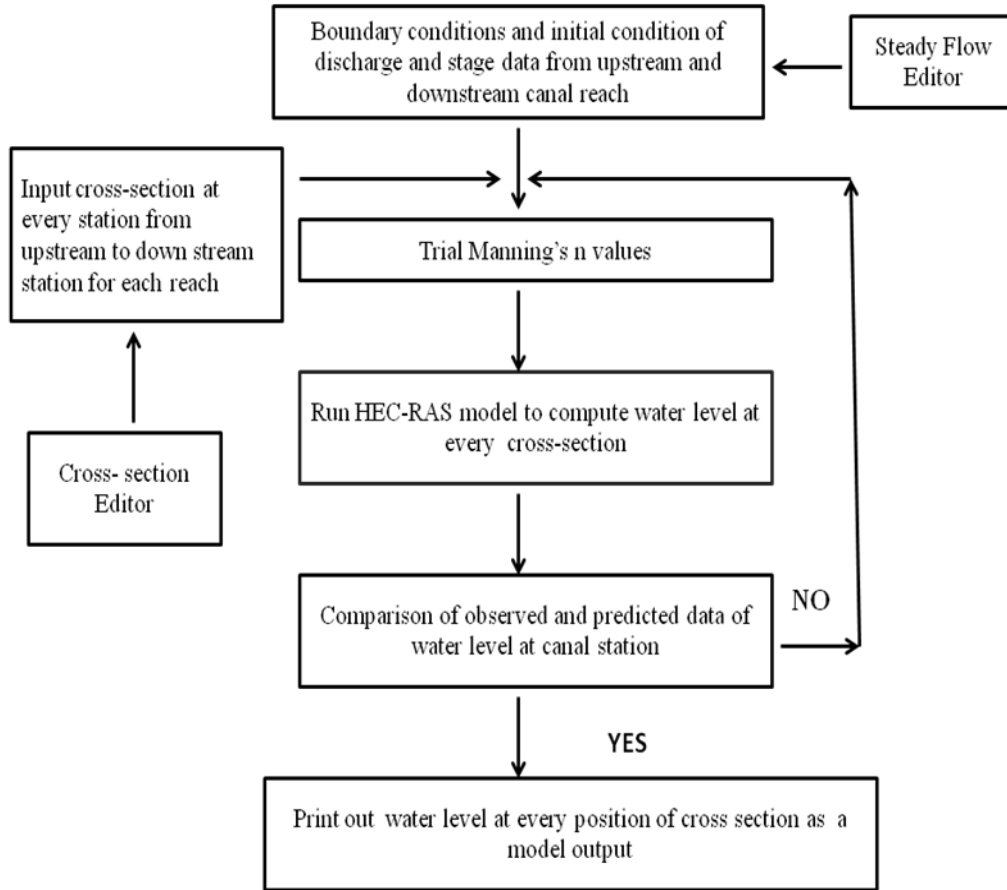 Boundary conditions and initial condition of
discharge and stage data from upstream and
downstream canal reach
Steady Flow
Editor
Input cross-section at
every station from
upstream to down stream
station for each reach
Trial Manning's n values
Run HEC-RAS model to compute water level at
every cross-section
Cross- section
Editor
Comparison of observed and predicted data of
water level at canal station
NO
YES
Print out water level at every position of cross section as a
model output